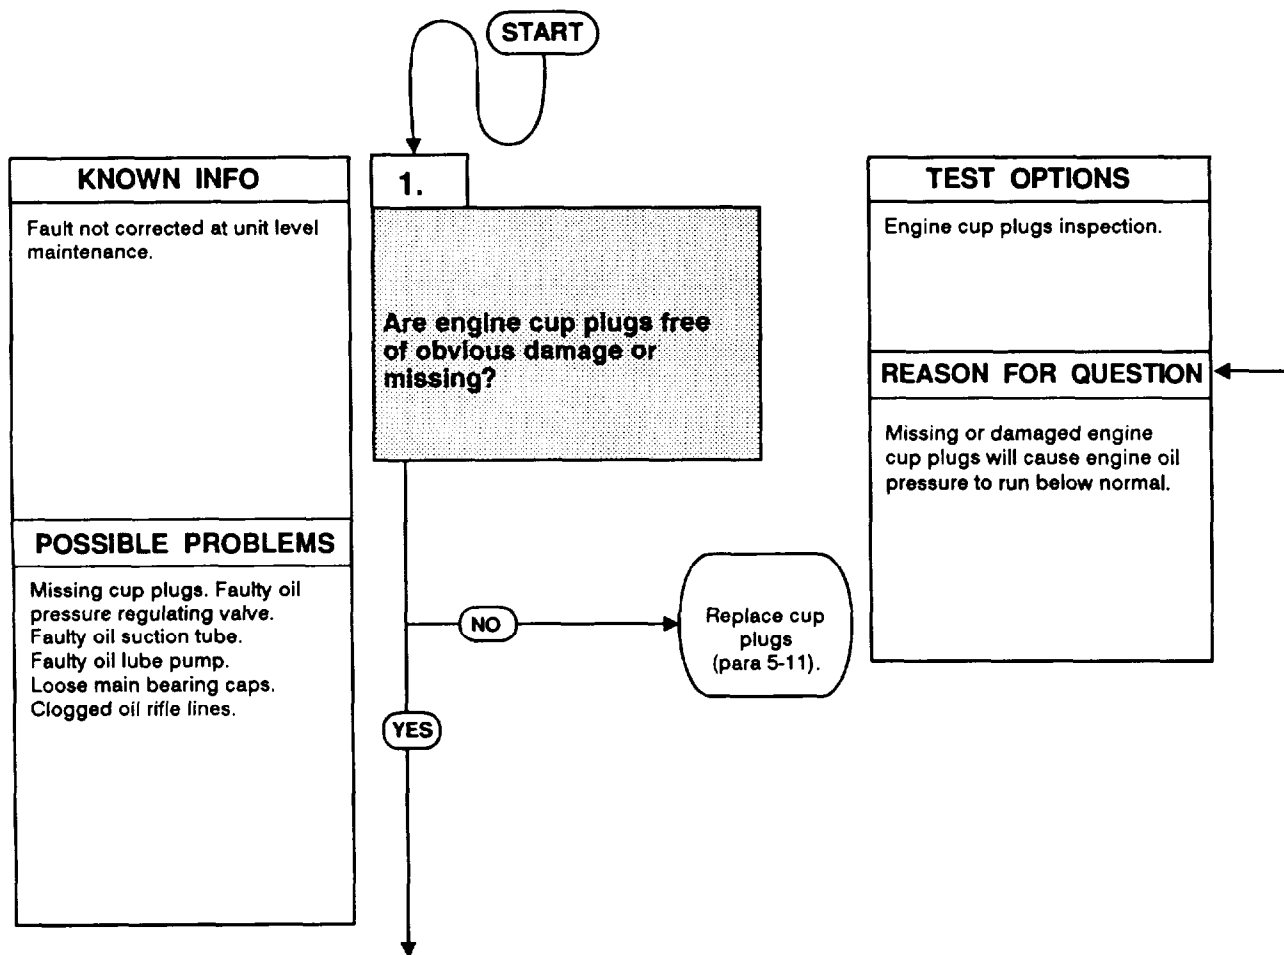 START
KNOWN INFO
Fault not corrected at unit level
maintenance.
POSSIBLE PROBLEMS
Missing cup plugs. Faulty oil
pressure regulating valve.
Faulty oil suction tube.
Faulty oil lube pump.
Loose main bearing caps.
Clogged oil rifle lines.
1.
Are engine cup plugs free
of obvious damage or
missing?
NO
Replace cup
plugs
(para 5-11).
YES
TEST OPTIONS
Engine cup plugs inspection.
REASON FOR QUESTION
Missing or damaged engine
cup plugs will cause engine oil
pressure to run below normal.